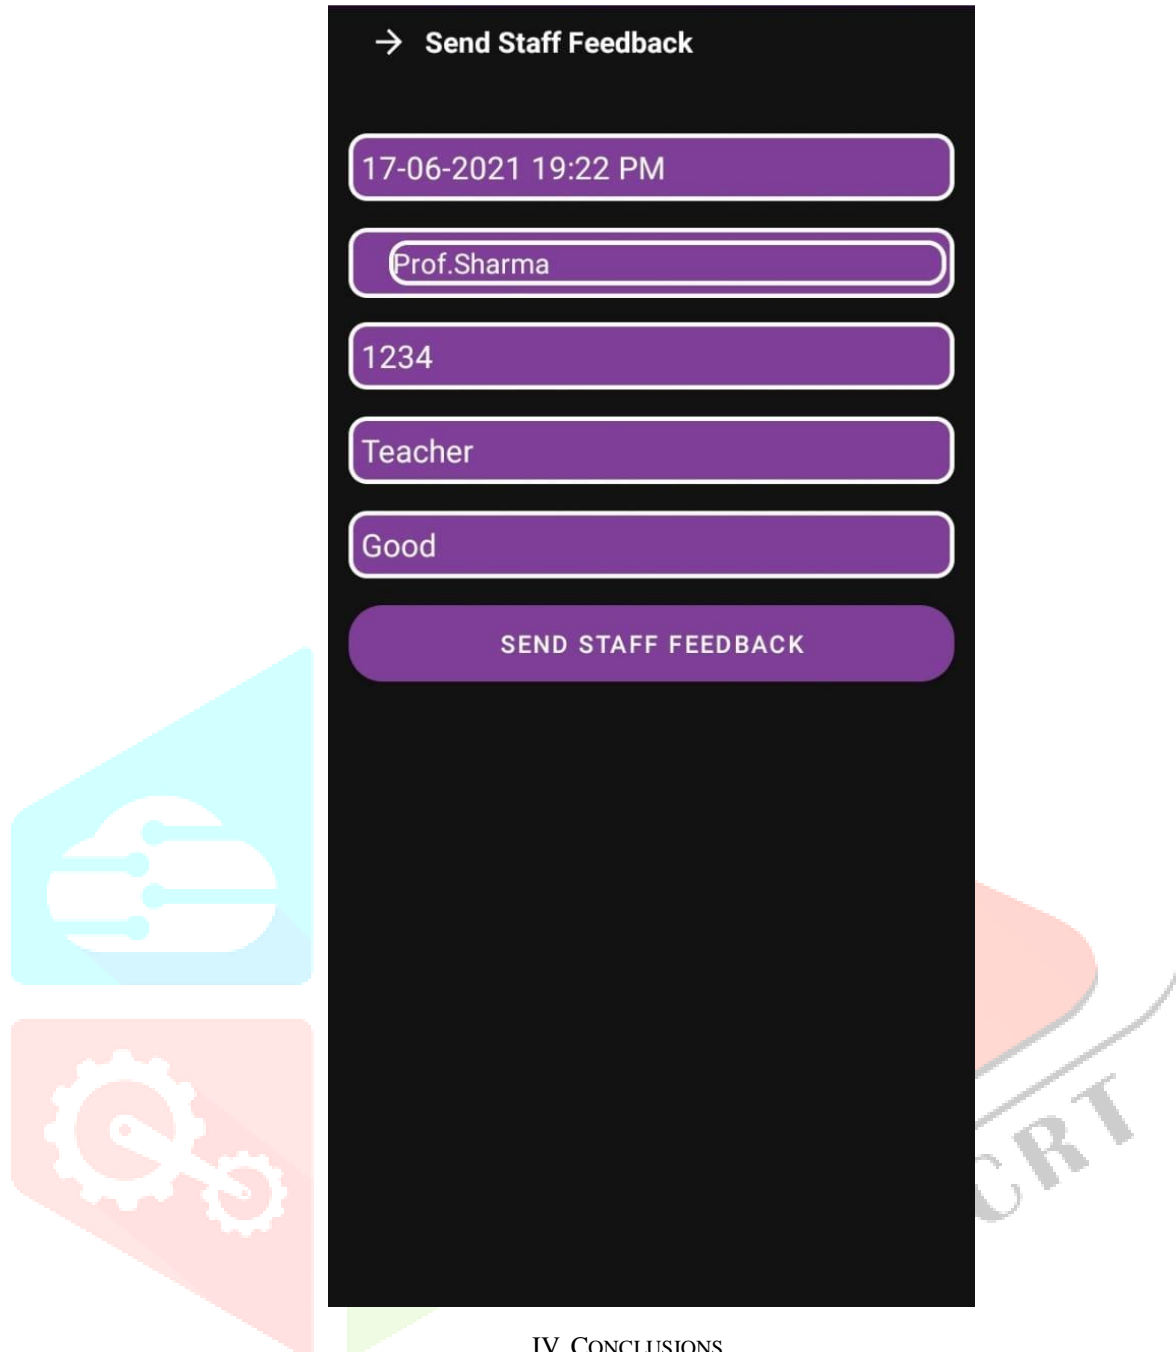 Send Staff Feedback
17-06-2021 19:22 PM
Prof.Sharma
1234
Teacher
Good
SEND STAFF FEEDBACK
CRT
IV. CONCLUSIONS